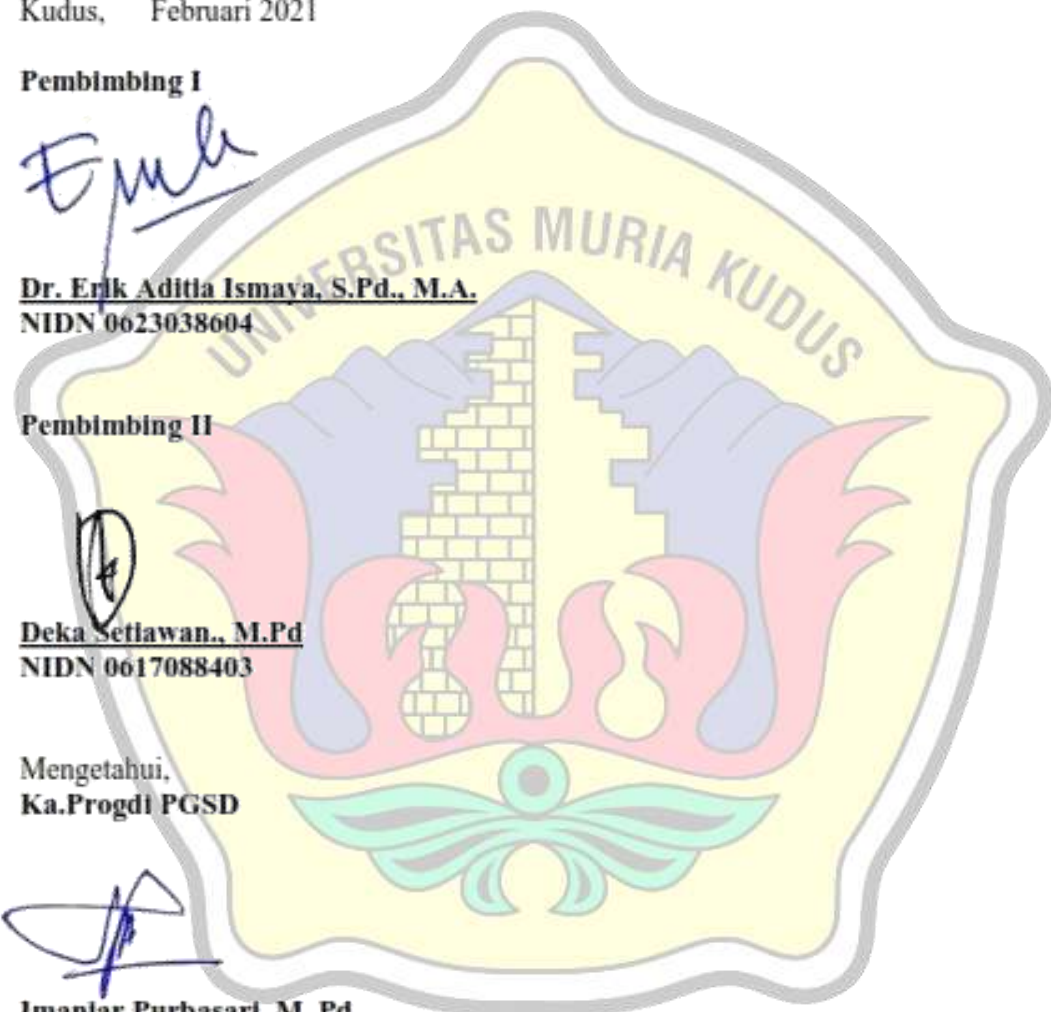 Kudus, Februari 2021
Pembimbing I
Dr. Erik Aditia Ismaya, S.Pd., M.A.
NIDN 0623038604
Pembimbing II
Deka Setiawan., M.Pd
NIDN 0617088403
Mengetahui,
Ka.Progdi PGSD
Imaniar Purbasari, M. Pd
UNIVERSITAS MURIA KUDUS